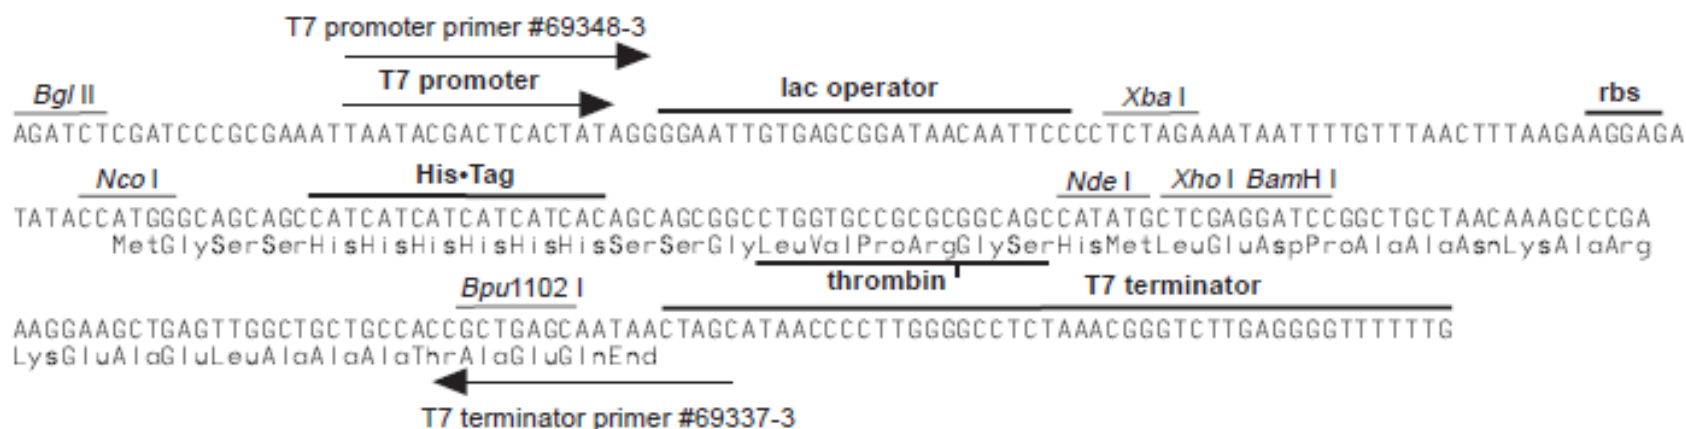 T7 promoter primer #69348-3
T7 promoter
Bgl II lac operator Xba I rbs
AGATCTCGATCCCGCGAAATTAATACGACTCACTATAGGGGAATTGTGAGCGGATAACAATTCCCCTCTAGAAATAATTTTGTTTAACTTTAAGAAGGAGA
Nco I His•Tag Nde I Xho I BamH I
TATACCATGGGCAGCAGCCATCATCATCATCATCACAGCAGCGGCCTGGTGCCGCGCGGCAGCCATATGCTCGAGGATCCGGCTGCTAACAAAGCCCGA
MetGlySerSerHisHisHisHisHisHisSerSerGlyLeuValProArgGlySerHisMetLeuGluAspProAlaAlaAsnLysAlaArg
Bpu1102 I thrombin T7 terminator
AAGGAAGCTGAGTTGGCTGCTGCCACCGCTGAGCAATAACTAGCATAACCCCTTGGGGCCTCTAAACGGGTCTTGAGGGGTTTTTTG
LysGluAlaGluLeuAlaAlaAlaThrAlaGluGlnEnd
T7 terminator primer #69337-3